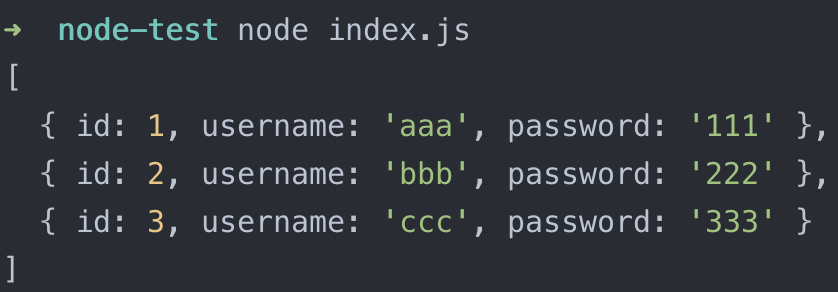 ➜  node-test node index.js
[
  { id: 1, username: 'aaa', password: '111' },
  { id: 2, username: 'bbb', password: '222' },
  { id: 3, username: 'ccc', password: '333' }
]